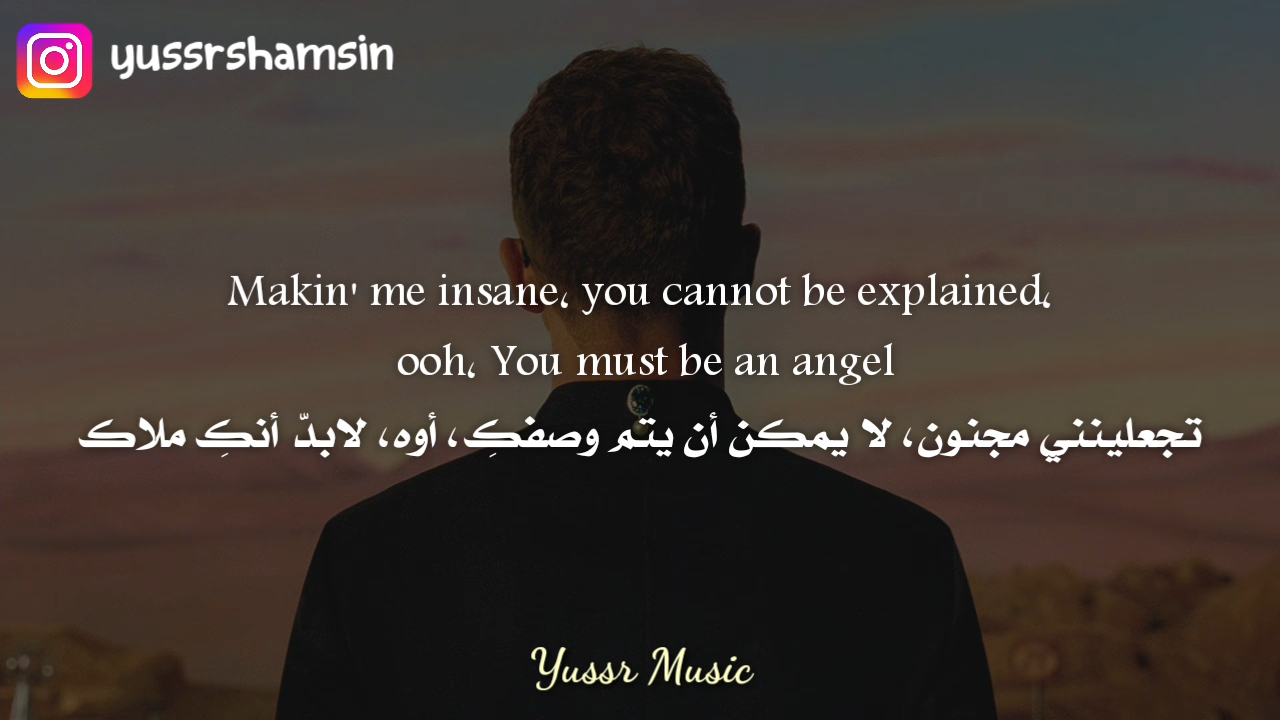 yussrshamsin
Makin' me insane، you cannot be explained،
ooh، You must be an angel
تجعلينني مجنون، لا يمكن أن يتم وصفكِ، أوه، لابدّ أنكِ ملاك
Yussr Music